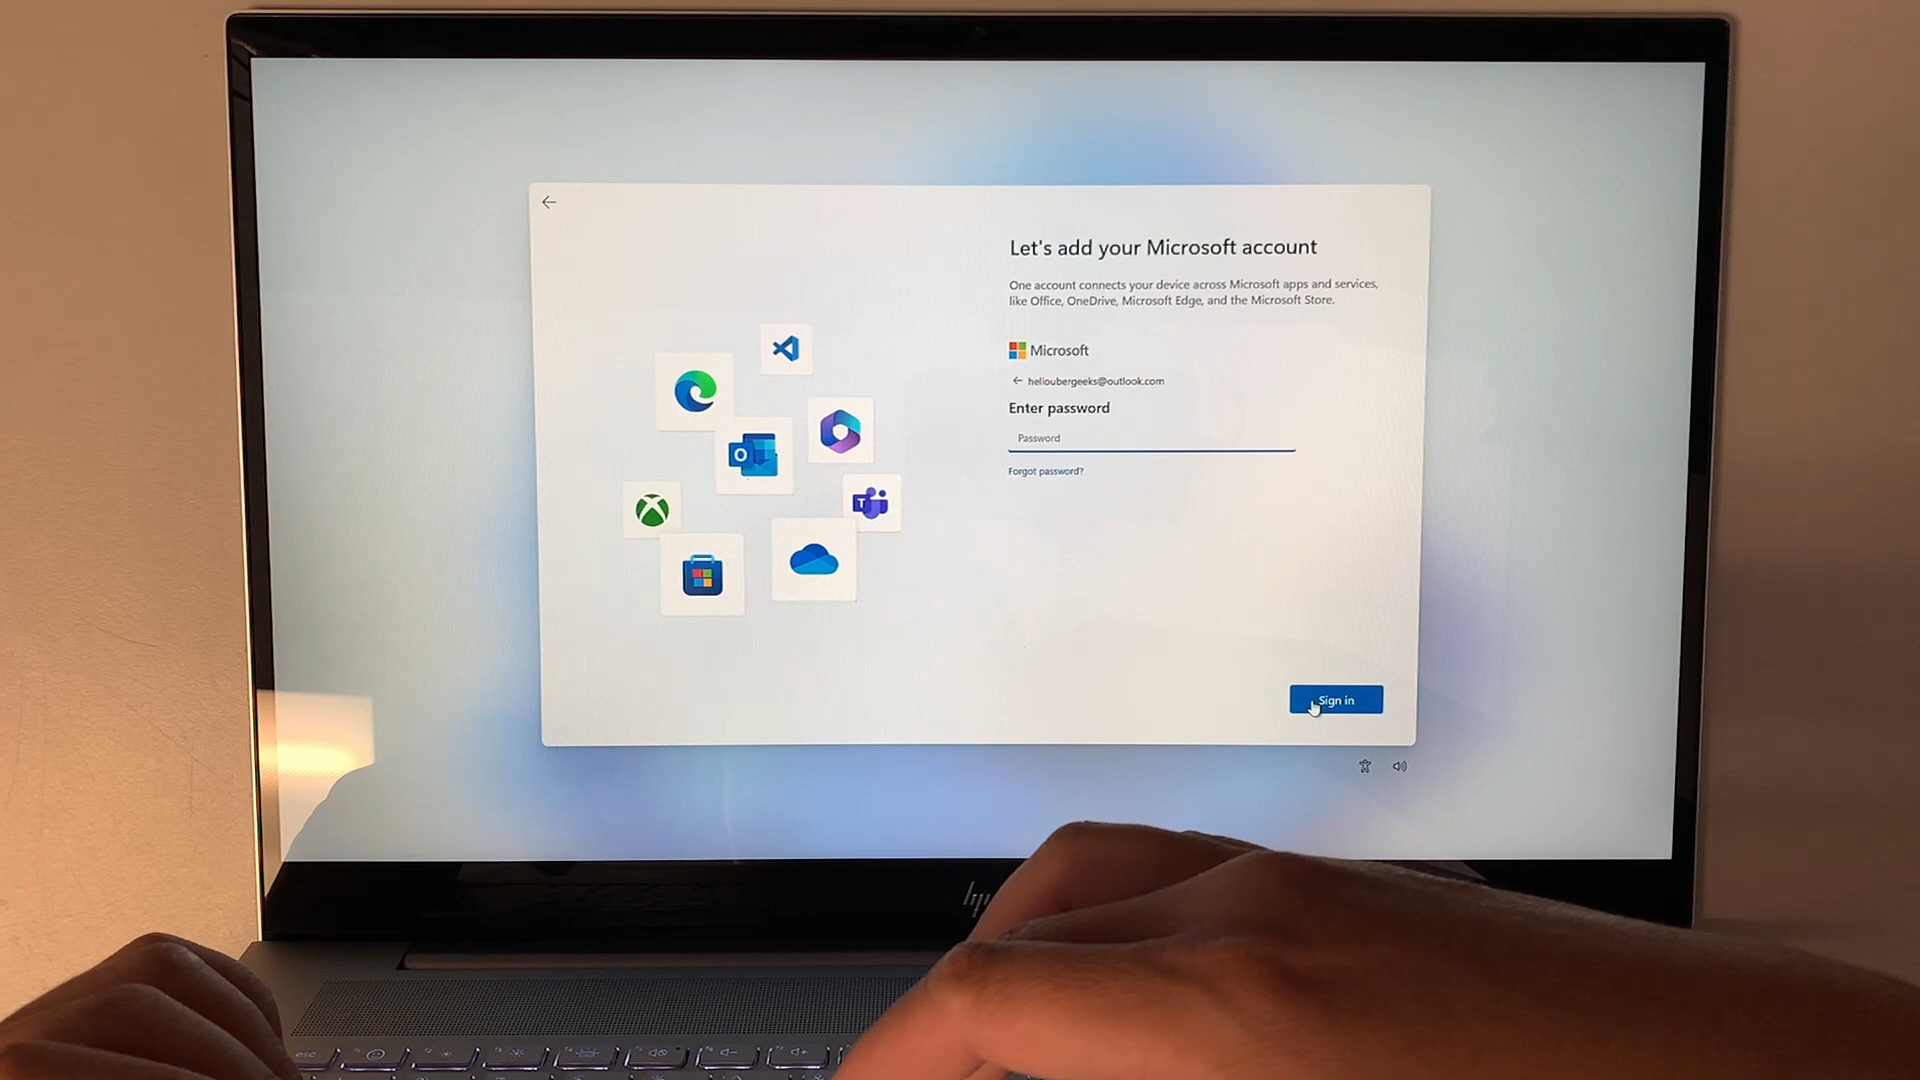 Let's add your Microsoft account
One account connects your device across Microsoft apps and services,
like Office, OneDrive, Microsoft Edge, and the Microsoft Store.
Microsoft
helloubergeeks@outlook.com
Enter password
Password
Forgot password?
Sign in
esc